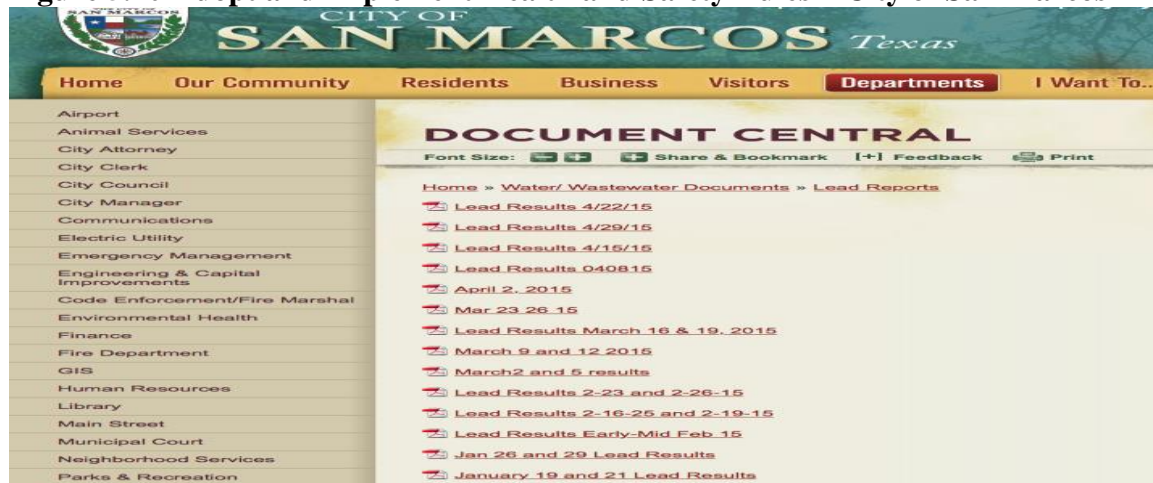 SAN MARCOS
CITY OF
SAN MARCOS Texas
Home Our Community Residents Business Visitors Departments I Want To..
Airport
Animal Services
City Attorney
City Clerk
City Council
City Manager
Communications
Electric Utility
Emergency Management
Engineering & Capital
Improvements
Code Enforcement/Fire Marshal
Environmental Health
Finance
Fire Department
GIS
Human Resources
Library
Main Street
Municipal Court
Neighborhood Services
Parks & Recreation
DOCUMENT CENTRAL
Font Size: Share & Bookmark [+] Feedback Print
Home » Water/ Wastewater Documents » Lead Reports
Lead Results 4/22/15
Lead Results 4/29/15
Lead Results 4/15/15
Lead Results 040815
April 2, 2015
Mar 23 26 15
Lead Results March 16 & 19, 2015
March 9 and 12 2015
March2 and 5 results
Lead Results 2-23 and 2-26-15
Lead Results 2-16-25 and 2-19-15
Lead Results Early-Mid Feb 15
Jan 26 and 29 Lead Results
January 19 and 21 Lead Results